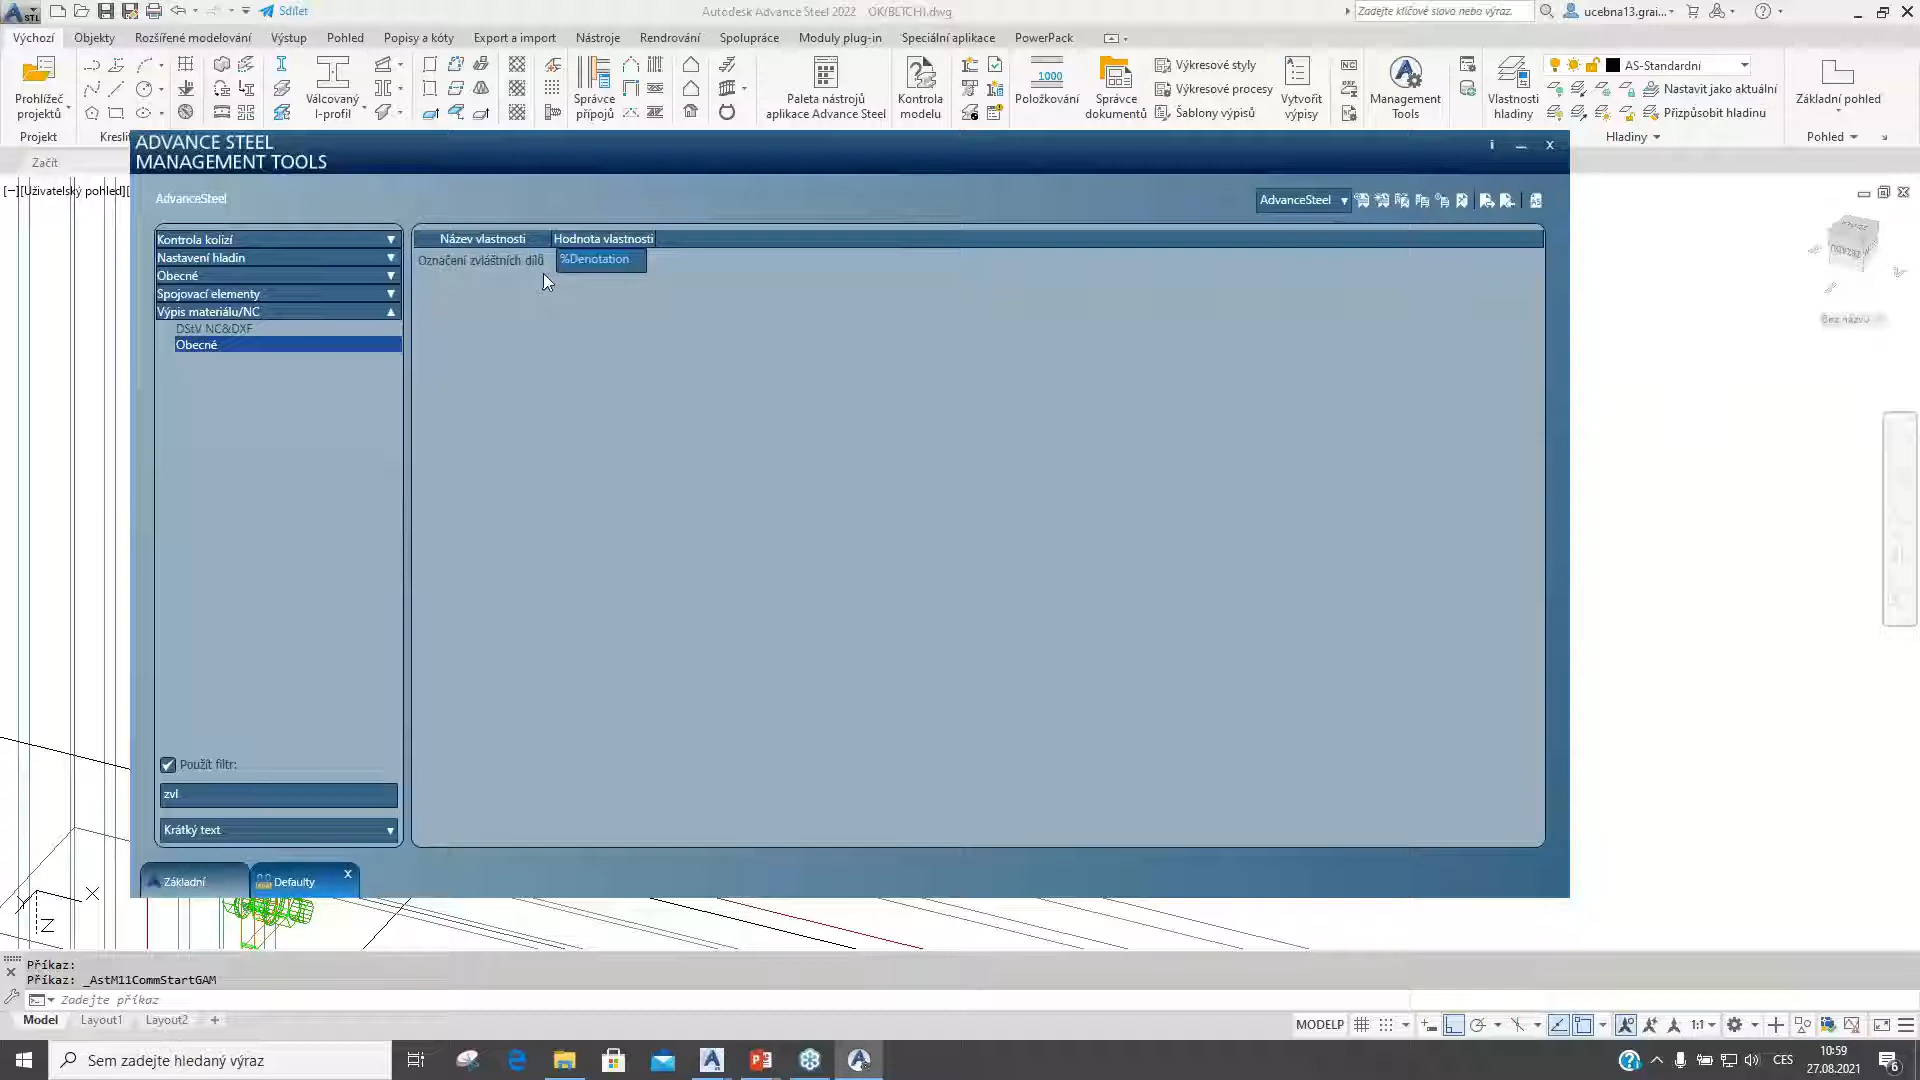 Autodesk Advance Steel 2022 OK/BETCH1.dwg
Sdílet
Zadejte klíčové slovo nebo výraz.
ucebna13.grai...
Výchozí Objekty Rozšířené modelování Výstup Pohled Popisy a kóty Export a import Nástroje Rendrování Spolupráce Moduly plug-in Speciální aplikace PowerPack
Prohlížeč
projektů
Válcovaný
I-profil
Správce
přípojů
Paleta nástrojů
aplikace Advance Steel
Kontrola
modelu
1000
Položkování
Správce
dokumentů
Výkresové styly
Výkresové procesy
Šablony výpisů
Vytvořit
výpisy
Management
Tools
Vlastnosti
hladiny
AS-Standardní
Nastavit jako aktuální
Přizpůsobit hladinu
Základní pohled
Projekt
Kresli
Hladiny
Pohled
Začít
[−][Uživatelský pohled][
ADVANCE STEEL
MANAGEMENT TOOLS
AdvanceSteel
AdvanceSteel
Kontrola kolizí
Nastavení hladin
Obecné
Spojovací elementy
Výpis materiálu/NC
DStV NC&DXF
Obecné
Název vlastnosti Hodnota vlastnosti
Označení zvláštních dílů %Denotation
Použít filtr:
zvl
Krátký text
Základní
Defaulty
Bez názvu
X
Y
Z
Příkaz:
Příkaz: _AstM11CommStartGAM
Zadejte příkaz
Model Layout1 Layout2 +
MODELP
1:1
Sem zadejte hledaný výraz
CES
10:59
27.08.2021
6